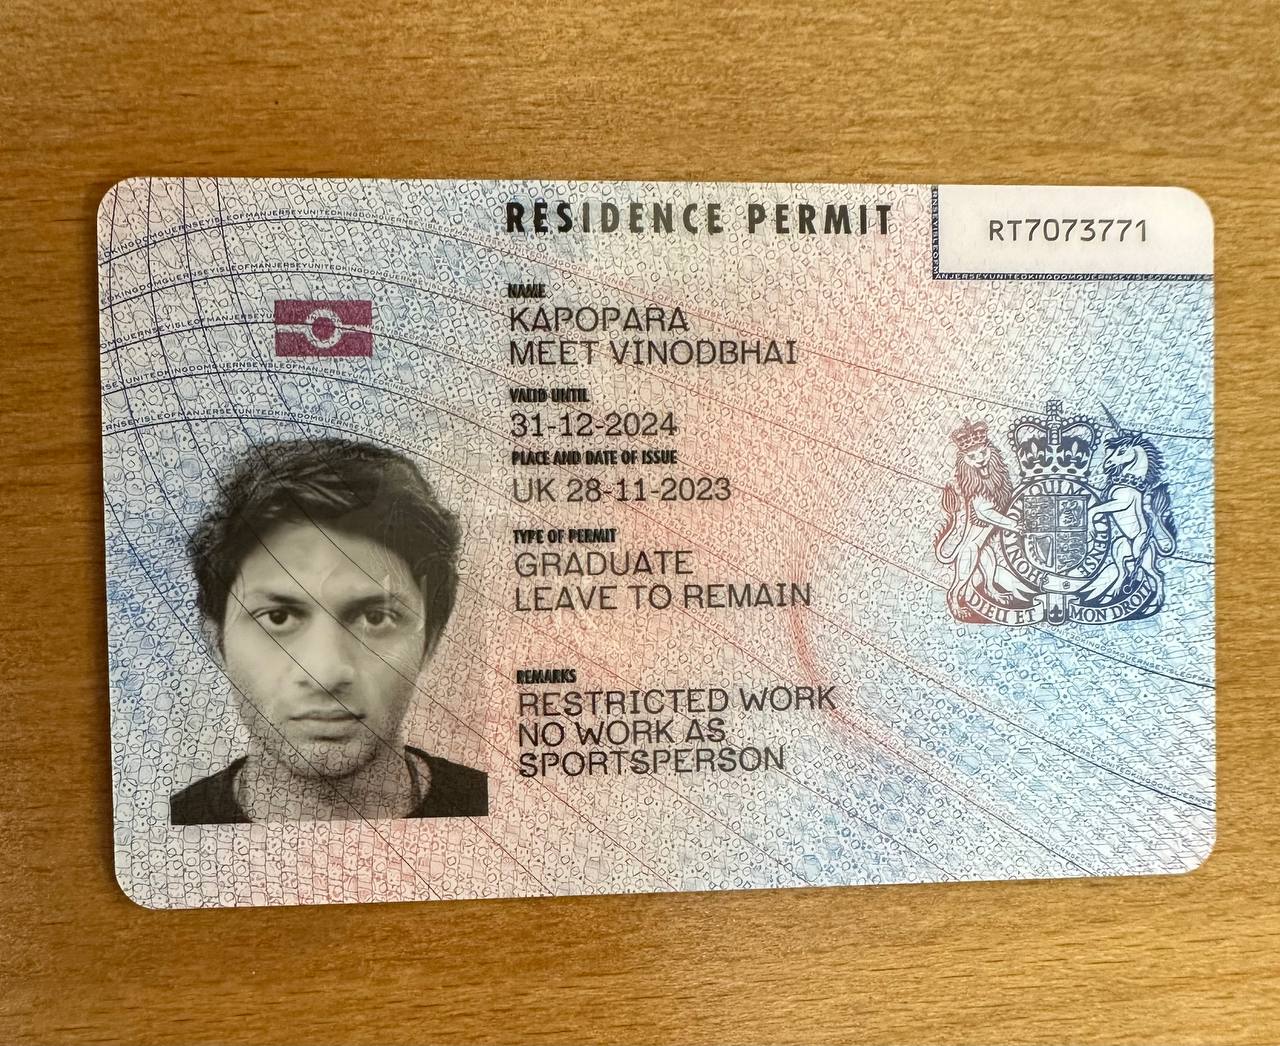 RESIDENCE PERMIT
RT7073771
NAME
KAPOPARA
MEET VINODBHAI
VALID UNTIL
31-12-2024
PLACE AND DATE OF ISSUE
UK 28-11-2023
TYPE OF PERMIT
GRADUATE
LEAVE TO REMAIN
REMARKS
RESTRICTED WORK
NO WORK AS
SPORTSPERSON
DIEU ET MON DROIT